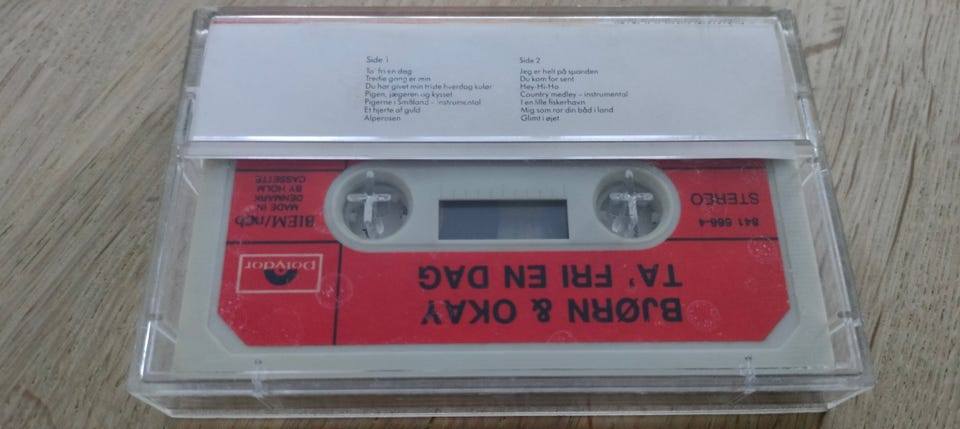 Side 1
Ta' fri en dag
Tredje gang er min
Du har givet min triste hverdag kulør
Pigen, jægeren og kysset
Pigerne i Småland – instrumental
Et hjerte af guld
Alperosen
Side 2
Jeg er helt på spanden
Du kom for sent
Hey-Hi-Ho
Country medley – instrumental
I en lille fiskerhavn
Mig som ror din båd i land
Glimt i øjet
BJØRN & OKAY
TA' FRI EN DAG
Polydor
841 566-4
STEREO
BIEM/ncb
MADE IN
DENMARK
BY HOLM
CASSETTE